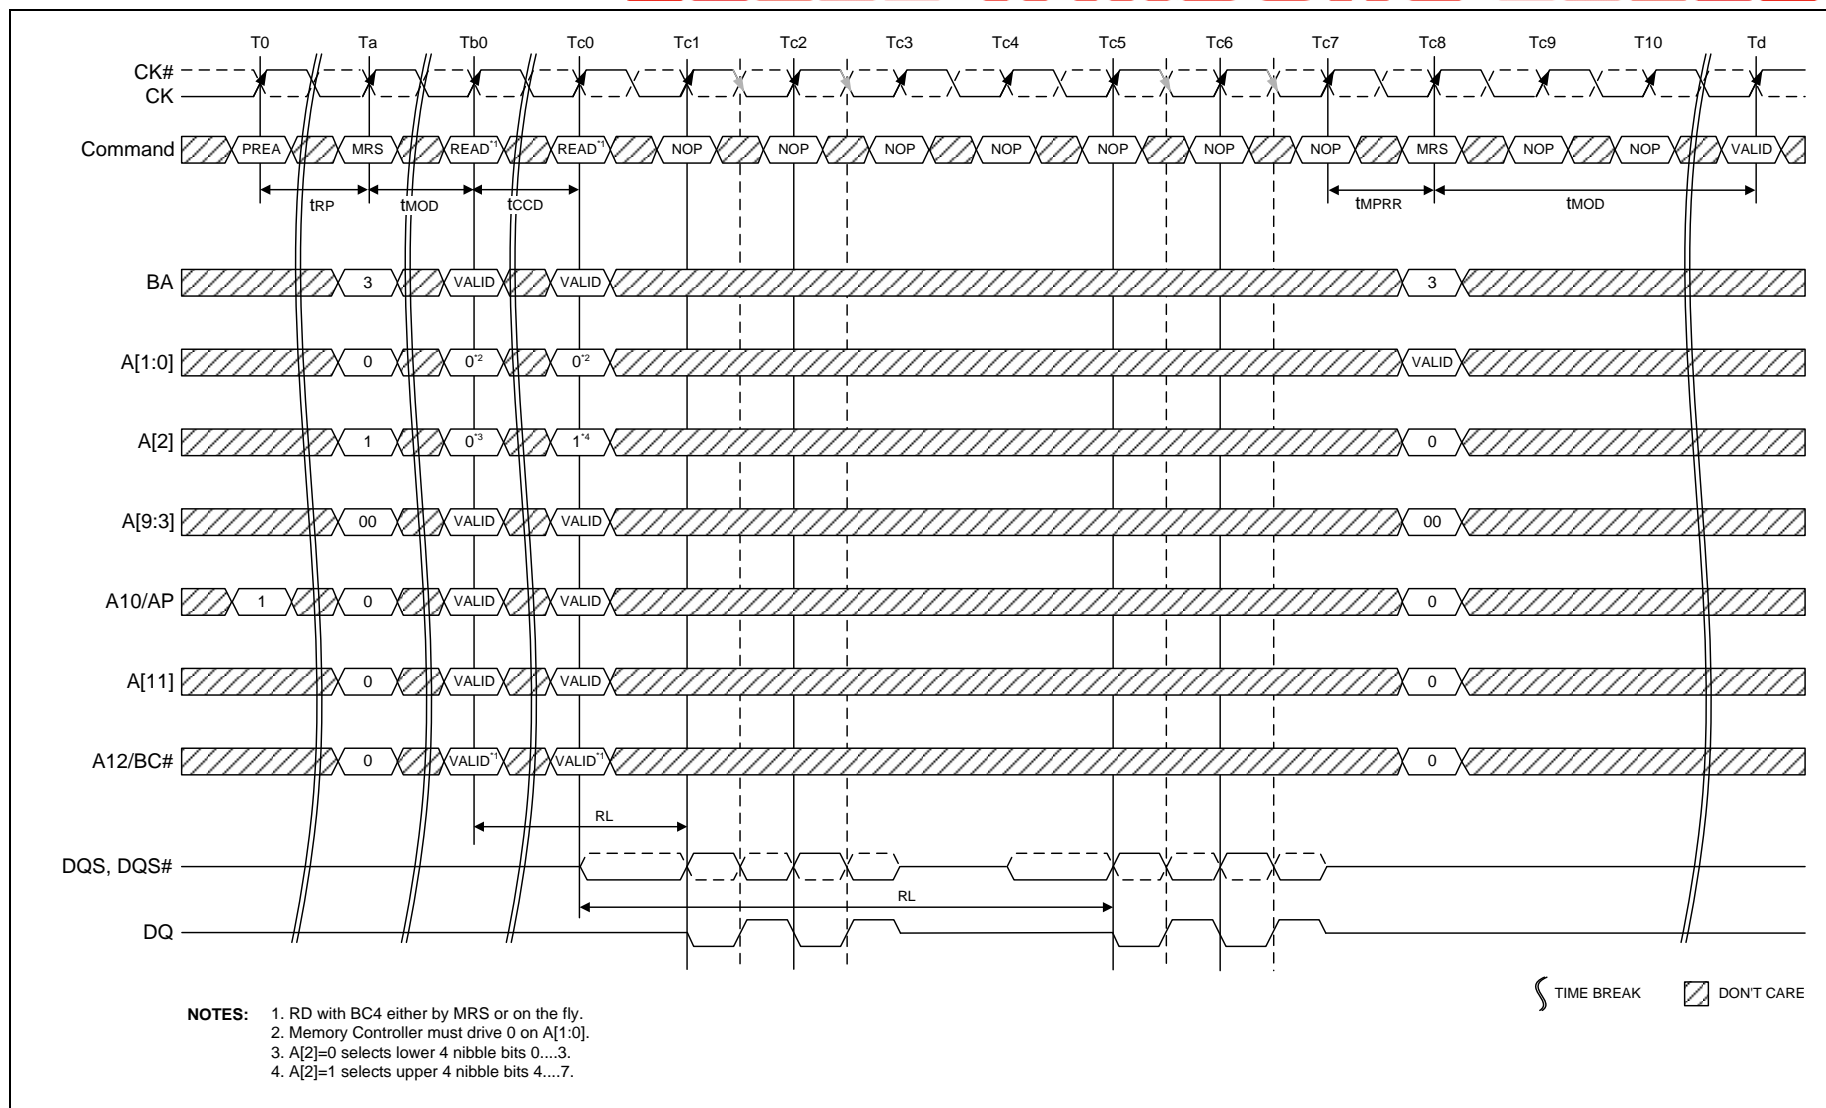 T0 Ta Tb0 Tc0 Tc1 Tc2 Tc3 Tc4 Tc5 Tc6 Tc7 Tc8 Tc9 T10 Td
CK#
CK
Command PREA MRS READ*1 READ*1 NOP NOP NOP NOP NOP NOP NOP MRS NOP NOP VALID
tRP tMOD tCCD tMPRR tMOD
BA 3 VALID VALID 3
A[1:0] 0 0*2 0*2 VALID
A[2] 1 0*3 1*4 0
A[9:3] 00 VALID VALID 00
A10/AP 1 0 VALID VALID 0
A[11] 0 VALID VALID 0
A12/BC# 0 VALID*1 VALID*1 0
RL
DQS, DQS#
RL
DQ
TIME BREAK DON'T CARE
NOTES: 1. RD with BC4 either by MRS or on the fly.
2. Memory Controller must drive 0 on A[1:0].
3. A[2]=0 selects lower 4 nibble bits 0....3.
4. A[2]=1 selects upper 4 nibble bits 4....7.